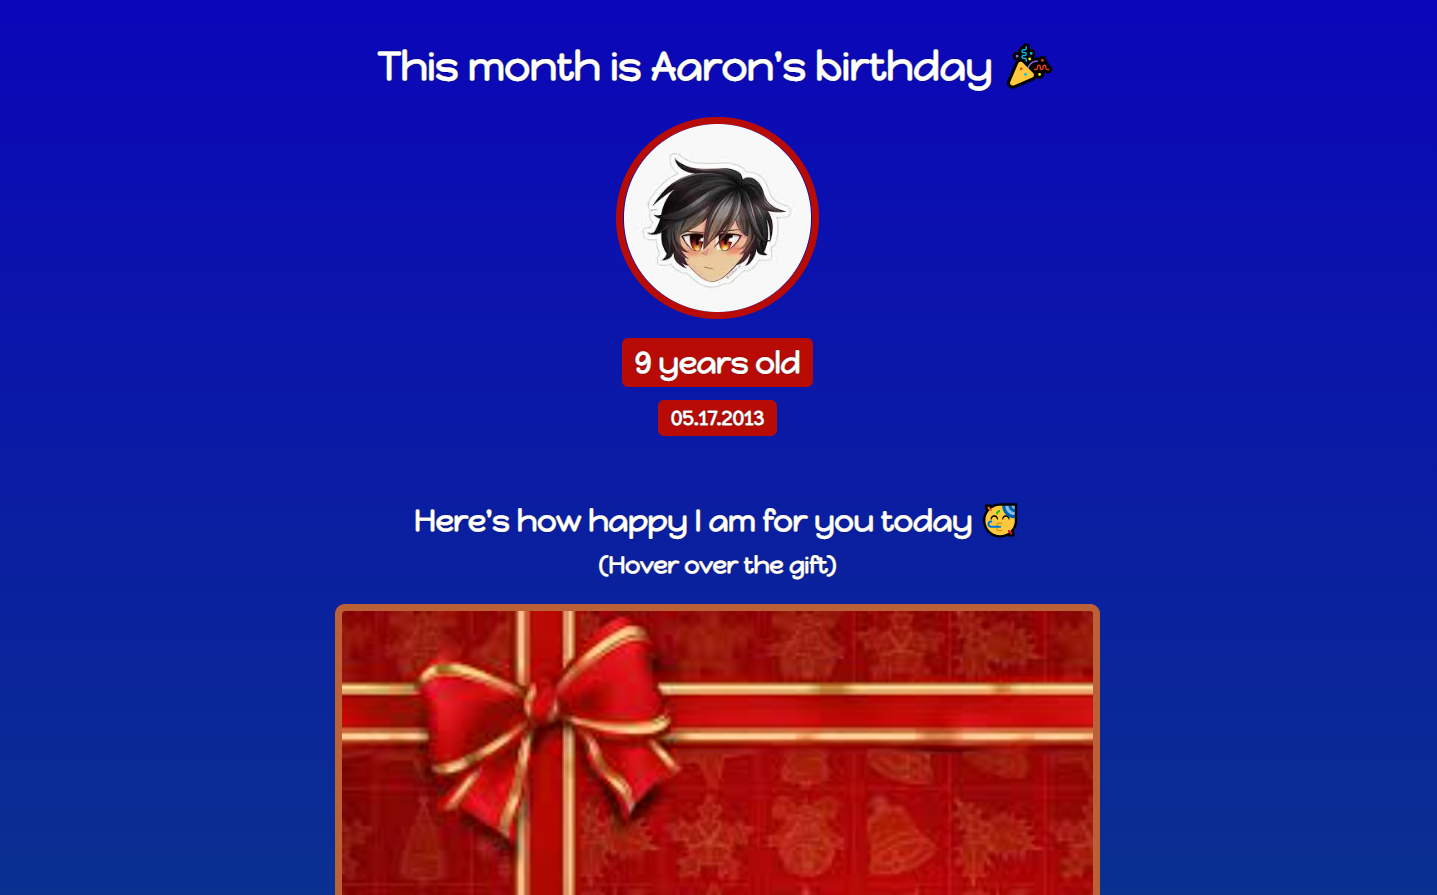 This month is Aaron's birthday 🎉
9 years old
05.17.2013
Here's how happy I am for you today 🥳
(Hover over the gift)